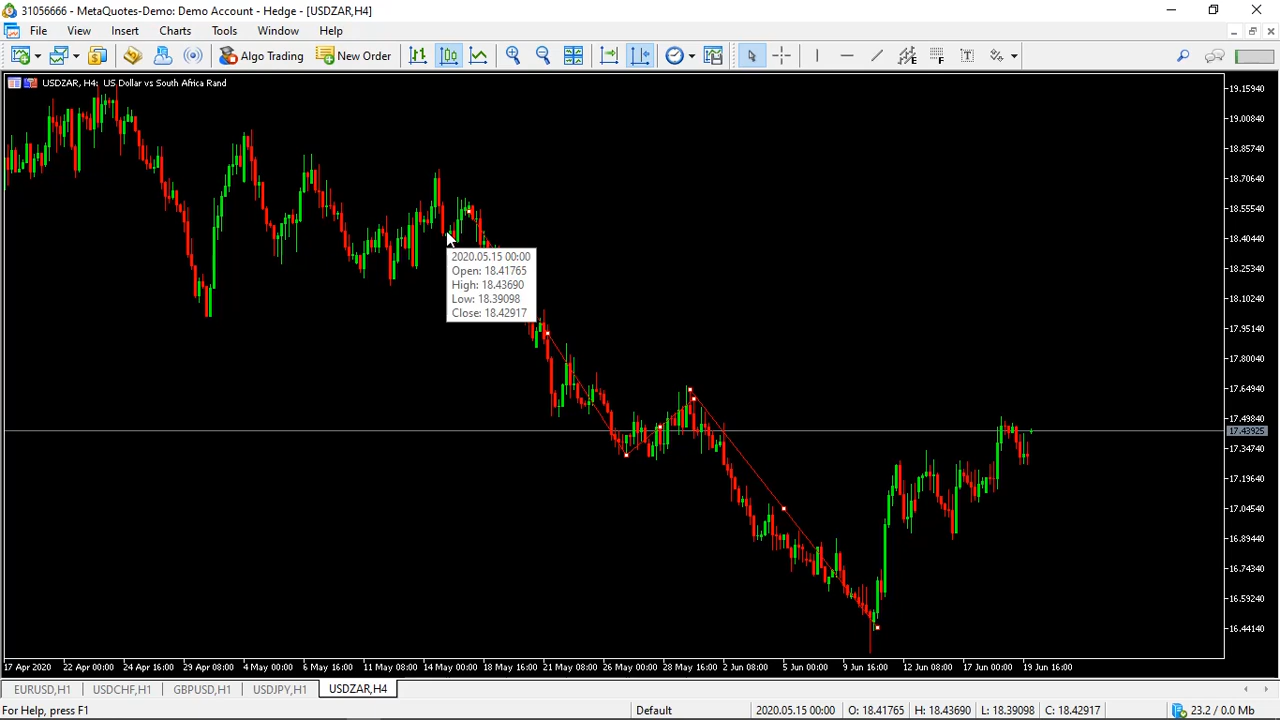 31056666 - MetaQuotes-Demo: Demo Account - Hedge - [USDZAR,H4]
File View Insert Charts Tools Window Help
Algo Trading New Order E F T
USDZAR, H4: US Dollar vs South Africa Rand
19.15940
19.00840
18.85740
18.70640
18.55540
18.40440
18.25340
18.10240
17.95140
17.80040
17.64940
17.49840
17.43925
17.34740
17.19640
17.04540
16.89440
16.74340
16.59240
16.44140
2020.05.15 00:00
Open: 18.41765
High: 18.43690
Low: 18.39098
Close: 18.42917
17 Apr 2020 22 Apr 00:00 24 Apr 16:00 29 Apr 08:00 4 May 00:00 6 May 16:00 11 May 08:00 14 May 00:00 18 May 16:00 21 May 08:00 26 May 00:00 28 May 16:00 2 Jun 08:00 5 Jun 00:00 9 Jun 16:00 12 Jun 08:00 17 Jun 00:00 19 Jun 16:00
EURUSD,H1 USDCHF,H1 GBPUSD,H1 USDJPY,H1 USDZAR,H4
For Help, press F1 Default 2020.05.15 00:00 O: 18.41765 H: 18.43690 L: 18.39098 C: 18.42917 23.2 / 0.0 Mb